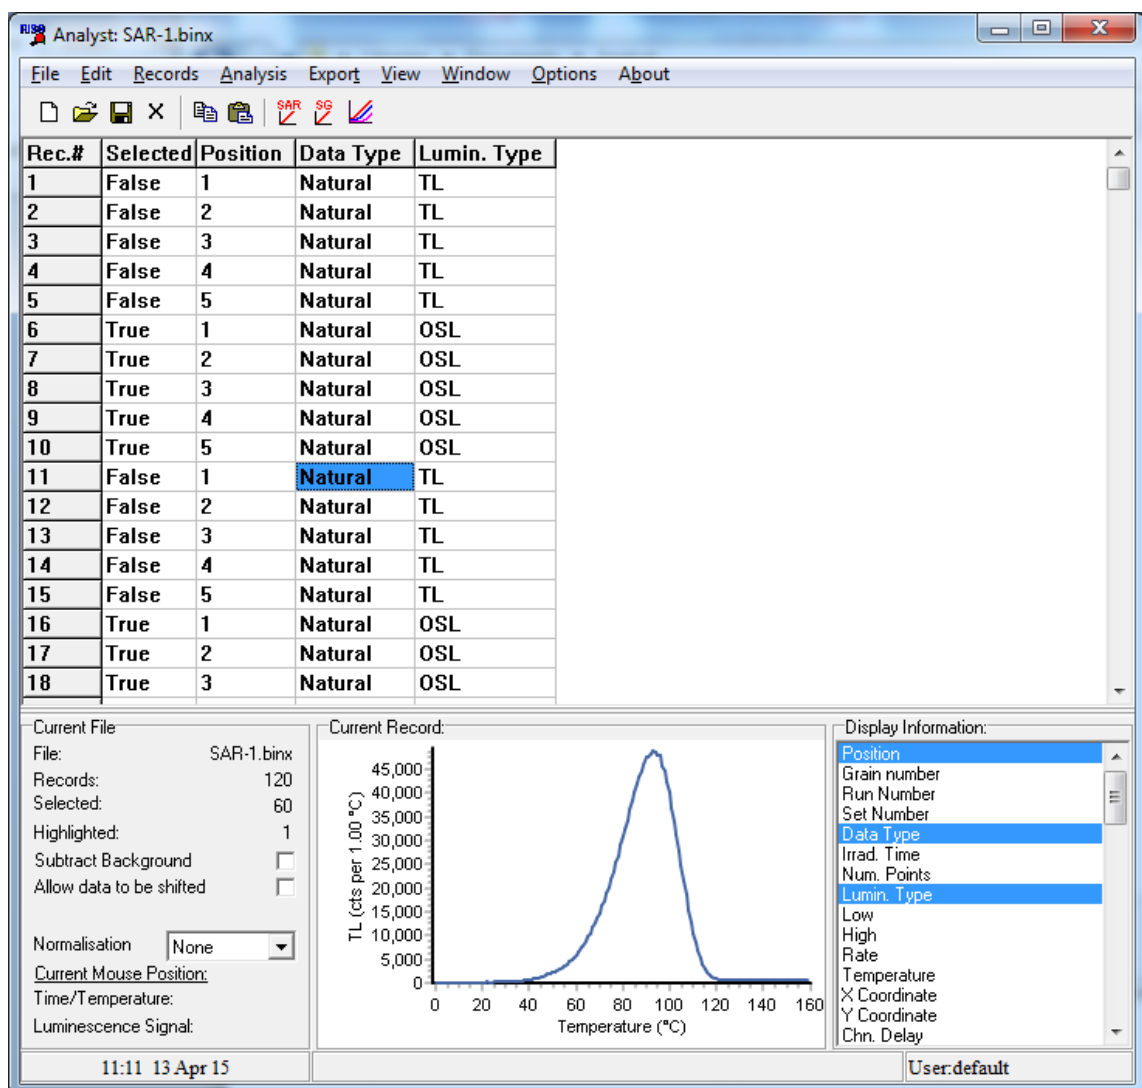 RISØ Analyst: SAR-1.binx
File Edit Records Analysis Export View Window Options About
SAR SG
Rec.# Selected Position Data Type Lumin. Type
1 False 1 Natural TL
2 False 2 Natural TL
3 False 3 Natural TL
4 False 4 Natural TL
5 False 5 Natural TL
6 True 1 Natural OSL
7 True 2 Natural OSL
8 True 3 Natural OSL
9 True 4 Natural OSL
10 True 5 Natural OSL
11 False 1 Natural TL
12 False 2 Natural TL
13 False 3 Natural TL
14 False 4 Natural TL
15 False 5 Natural TL
16 True 1 Natural OSL
17 True 2 Natural OSL
18 True 3 Natural OSL
Current File
File: SAR-1.binx
Records: 120
Selected: 60
Highlighted: 1
Subtract Background
Allow data to be shifted
Normalisation None
Current Mouse Position:
Time/Temperature:
Luminescence Signal:
Current Record:
TL (cts per 1.00 °C)
45,000
40,000
35,000
30,000
25,000
20,000
15,000
10,000
5,000
0
0 20 40 60 80 100 120 140 160
Temperature (°C)
Display Information:
Position
Grain number
Run Number
Set Number
Data Type
Irrad. Time
Num. Points
Lumin. Type
Low
High
Rate
Temperature
X Coordinate
Y Coordinate
Chn. Delay
11:11 13 Apr 15
User:default